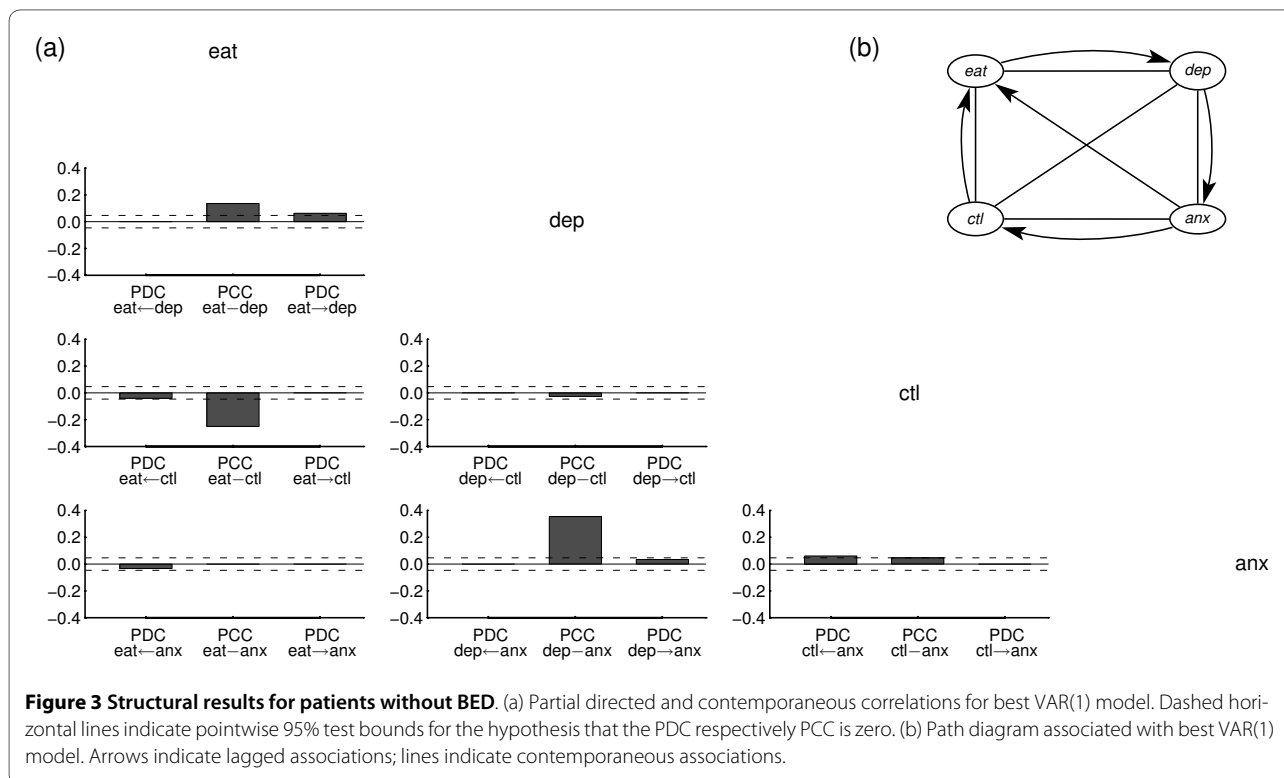 (a)
eat
(b)
eat
dep
ctl
anx
0.4
0.2
0.0
−0.2
−0.4
PDC PCC PDC
eat←dep eat−dep eat→dep
dep
0.4
0.2
0.0
−0.2
−0.4
PDC PCC PDC
eat←ctl eat−ctl eat→ctl
0.4
0.2
0.0
−0.2
−0.4
PDC PCC PDC
dep←ctl dep−ctl dep→ctl
ctl
0.4
0.2
0.0
−0.2
−0.4
PDC PCC PDC
eat←anx eat−anx eat→anx
0.4
0.2
0.0
−0.2
−0.4
PDC PCC PDC
dep←anx dep−anx dep→anx
0.4
0.2
0.0
−0.2
−0.4
PDC PCC PDC
ctl←anx ctl−anx ctl→anx
anx
Figure 3 Structural results for patients without BED. (a) Partial directed and contemporaneous correlations for best VAR(1) model. Dashed hori-
zontal lines indicate pointwise 95% test bounds for the hypothesis that the PDC respectively PCC is zero. (b) Path diagram associated with best VAR(1)
model. Arrows indicate lagged associations; lines indicate contemporaneous associations.